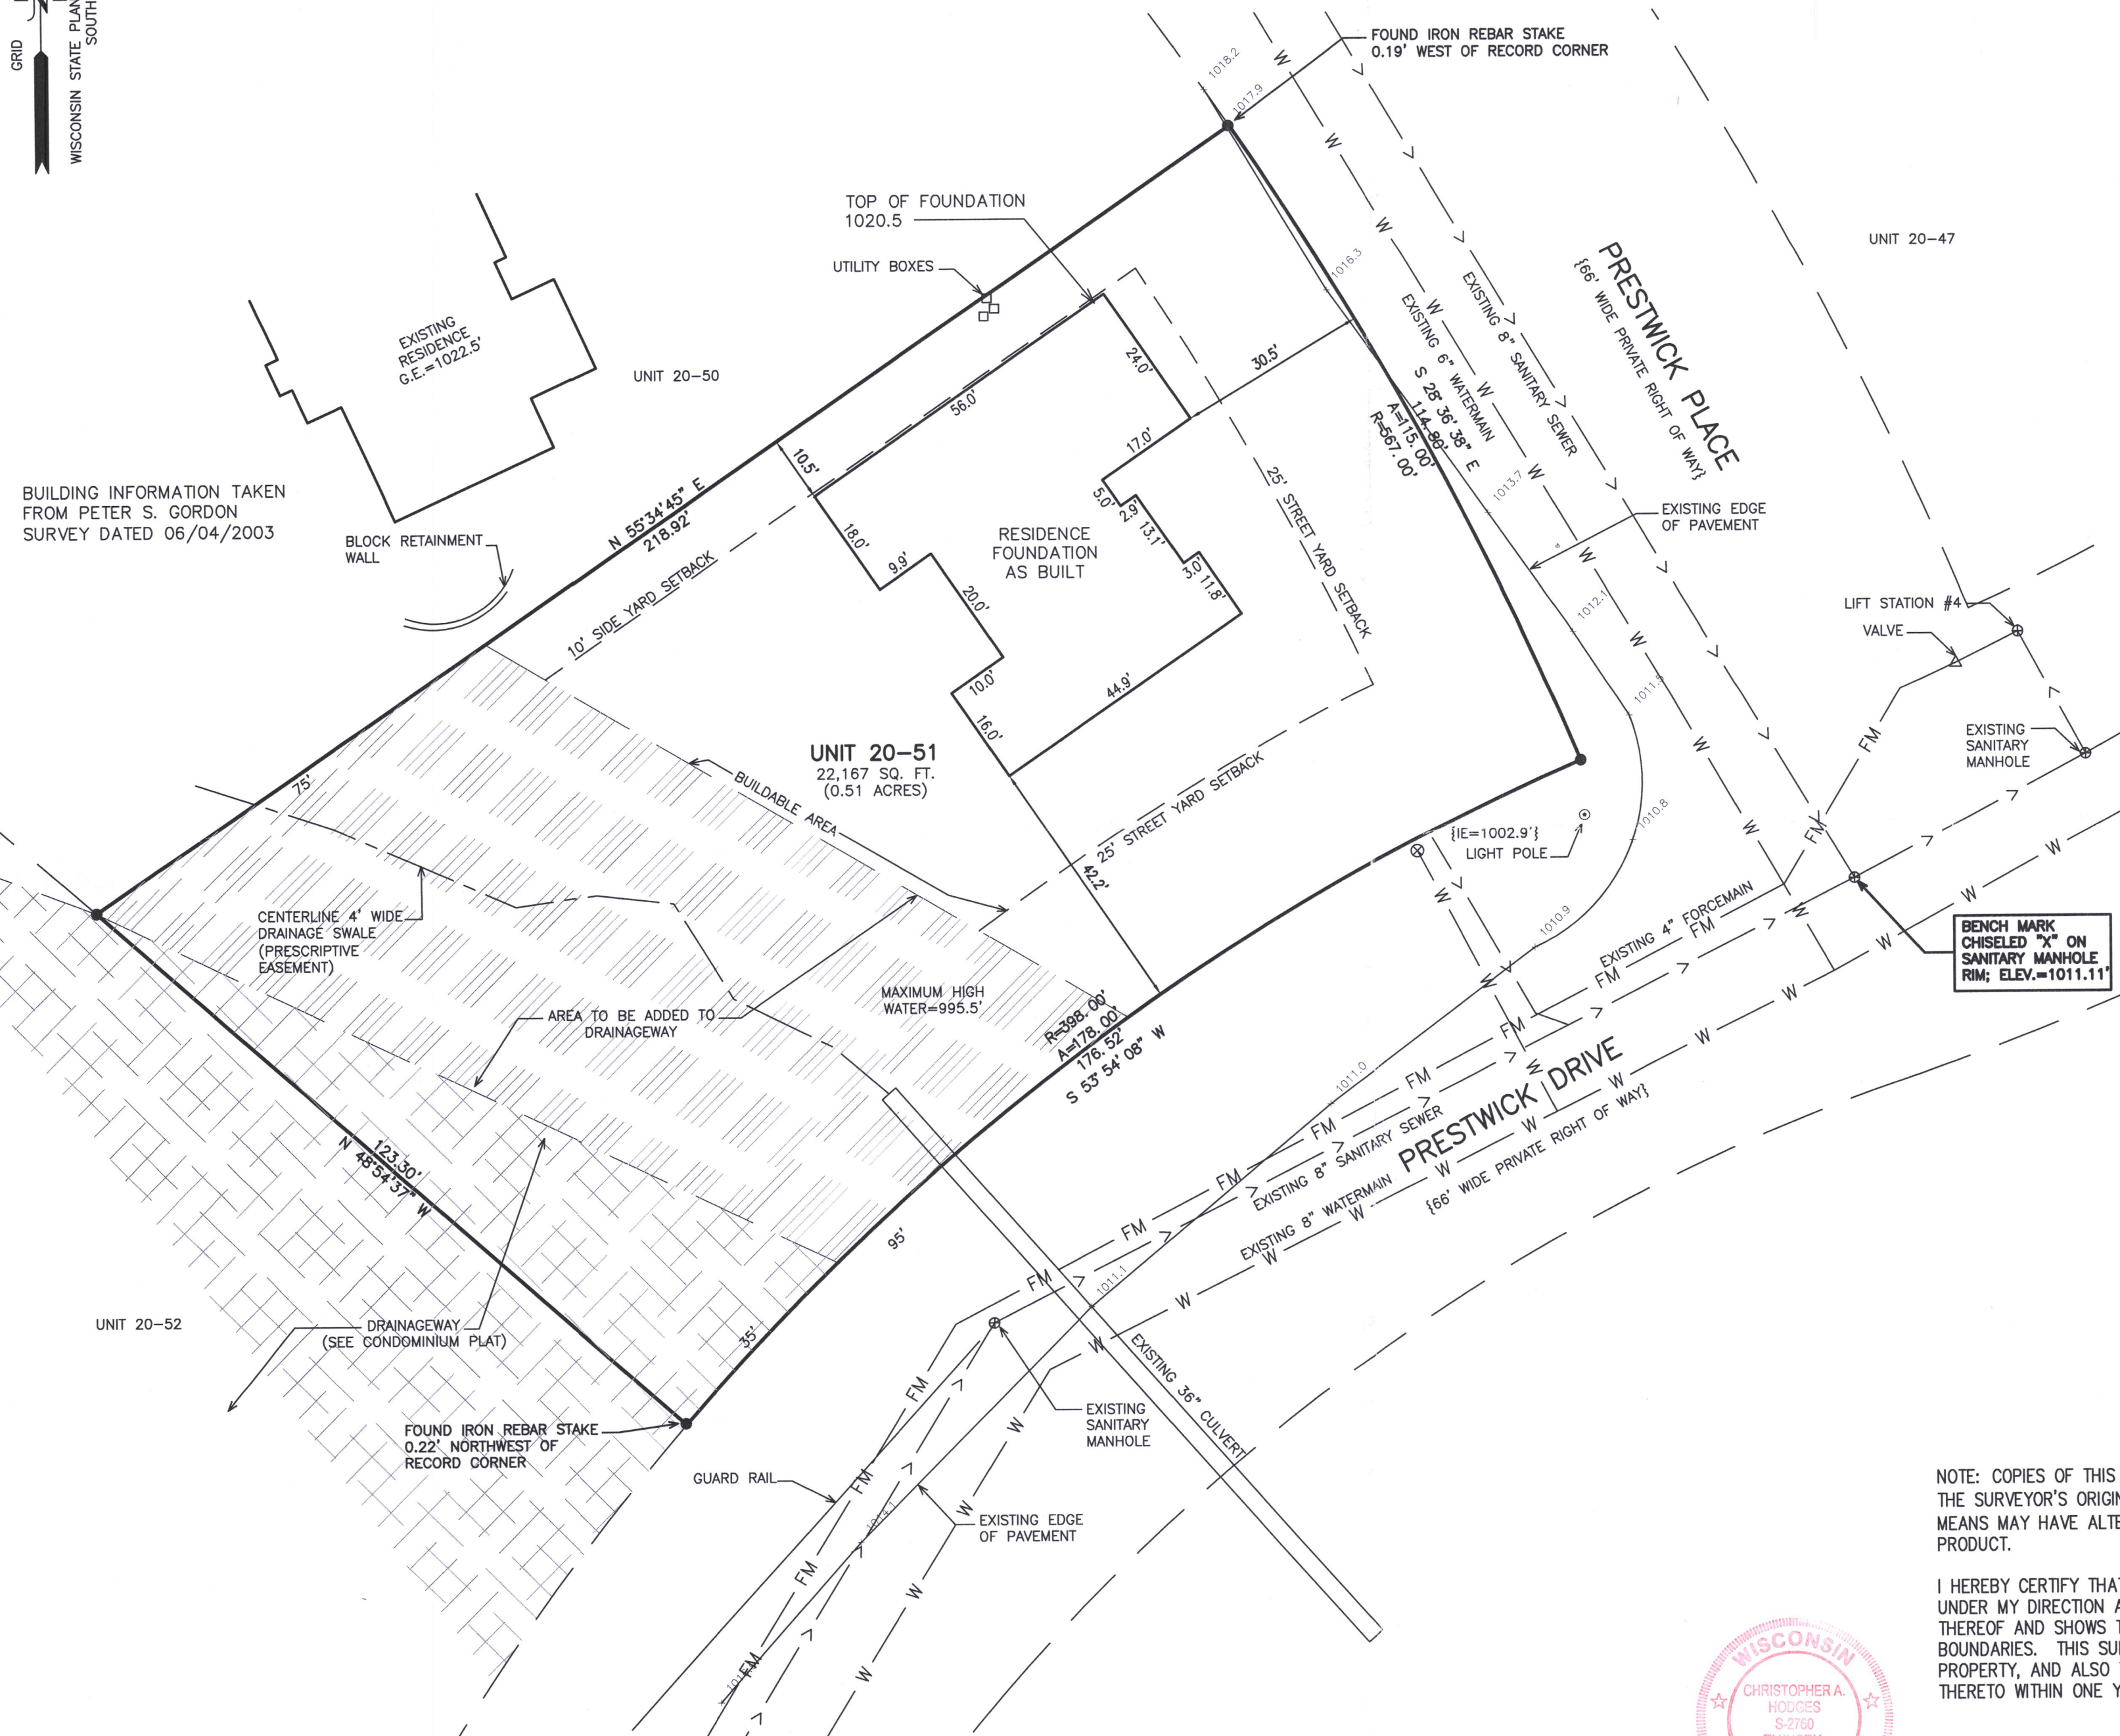 GRID
N
WISCONSIN STATE PLAN
SOUTH
FOUND IRON REBAR STAKE
0.19' WEST OF RECORD CORNER
1018.2
1017.9
TOP OF FOUNDATION
1020.5
UTILITY BOXES
UNIT 20-47
PRESTWICK PLACE
{66' WIDE PRIVATE RIGHT OF WAY}
EXISTING 8" SANITARY SEWER
EXISTING 6" WATERMAIN
S 28°36'38" E
114.80'
A=115.00'
R=567.00'
1016.3
1013.7
1012.1
1011.5
1010.8
1010.9
1011.0
1011.1
1014.1
EXISTING
RESIDENCE
G.E.=1022.5'
UNIT 20-50
BUILDING INFORMATION TAKEN
FROM PETER S. GORDON
SURVEY DATED 06/04/2003
BLOCK RETAINMENT
WALL
N 55°34'45" E
218.92'
10' SIDE YARD SETBACK
10.5'
56.0'
24.0'
30.5'
17.0'
5.0'
2.9'
13.1'
3.0'
11.8'
18.0'
9.9'
20.0'
10.0'
16.0'
44.9'
42.2'
RESIDENCE
FOUNDATION
AS BUILT
25' STREET YARD SETBACK
25' STREET YARD SETBACK
EXISTING EDGE
OF PAVEMENT
LIFT STATION #4
VALVE
EXISTING
SANITARY
MANHOLE
UNIT 20-51
22,167 SQ. FT.
(0.51 ACRES)
BUILDABLE AREA
75'
{IE=1002.9'}
LIGHT POLE
CENTERLINE 4' WIDE
DRAINAGE SWALE
(PRESCRIPTIVE
EASEMENT)
AREA TO BE ADDED TO
DRAINAGEWAY
MAXIMUM HIGH
WATER=995.5'
R=398.00'
A=178.00'
176.52'
S 53°54'08" W
BENCH MARK
CHISELED "X" ON
SANITARY MANHOLE
RIM; ELEV.=1011.11'
EXISTING 4" FORCEMAIN
PRESTWICK DRIVE
{66' WIDE PRIVATE RIGHT OF WAY}
EXISTING 8" SANITARY SEWER
EXISTING 8" WATERMAIN
123.30'
N 48°54'37" W
95'
35'
UNIT 20-52
DRAINAGEWAY
(SEE CONDOMINIUM PLAT)
FOUND IRON REBAR STAKE
0.22' NORTHWEST OF
RECORD CORNER
GUARD RAIL
EXISTING
SANITARY
MANHOLE
EXISTING EDGE
OF PAVEMENT
EXISTING 36" CULVERT
NOTE: COPIES OF THIS
THE SURVEYOR'S ORIGIN
MEANS MAY HAVE ALTE
PRODUCT.
I HEREBY CERTIFY THAT
UNDER MY DIRECTION A
THEREOF AND SHOWS T
BOUNDARIES. THIS SU
PROPERTY, AND ALSO
THERETO WITHIN ONE Y
WISCONSIN
CHRISTOPHER A.
HODGES
S-2760